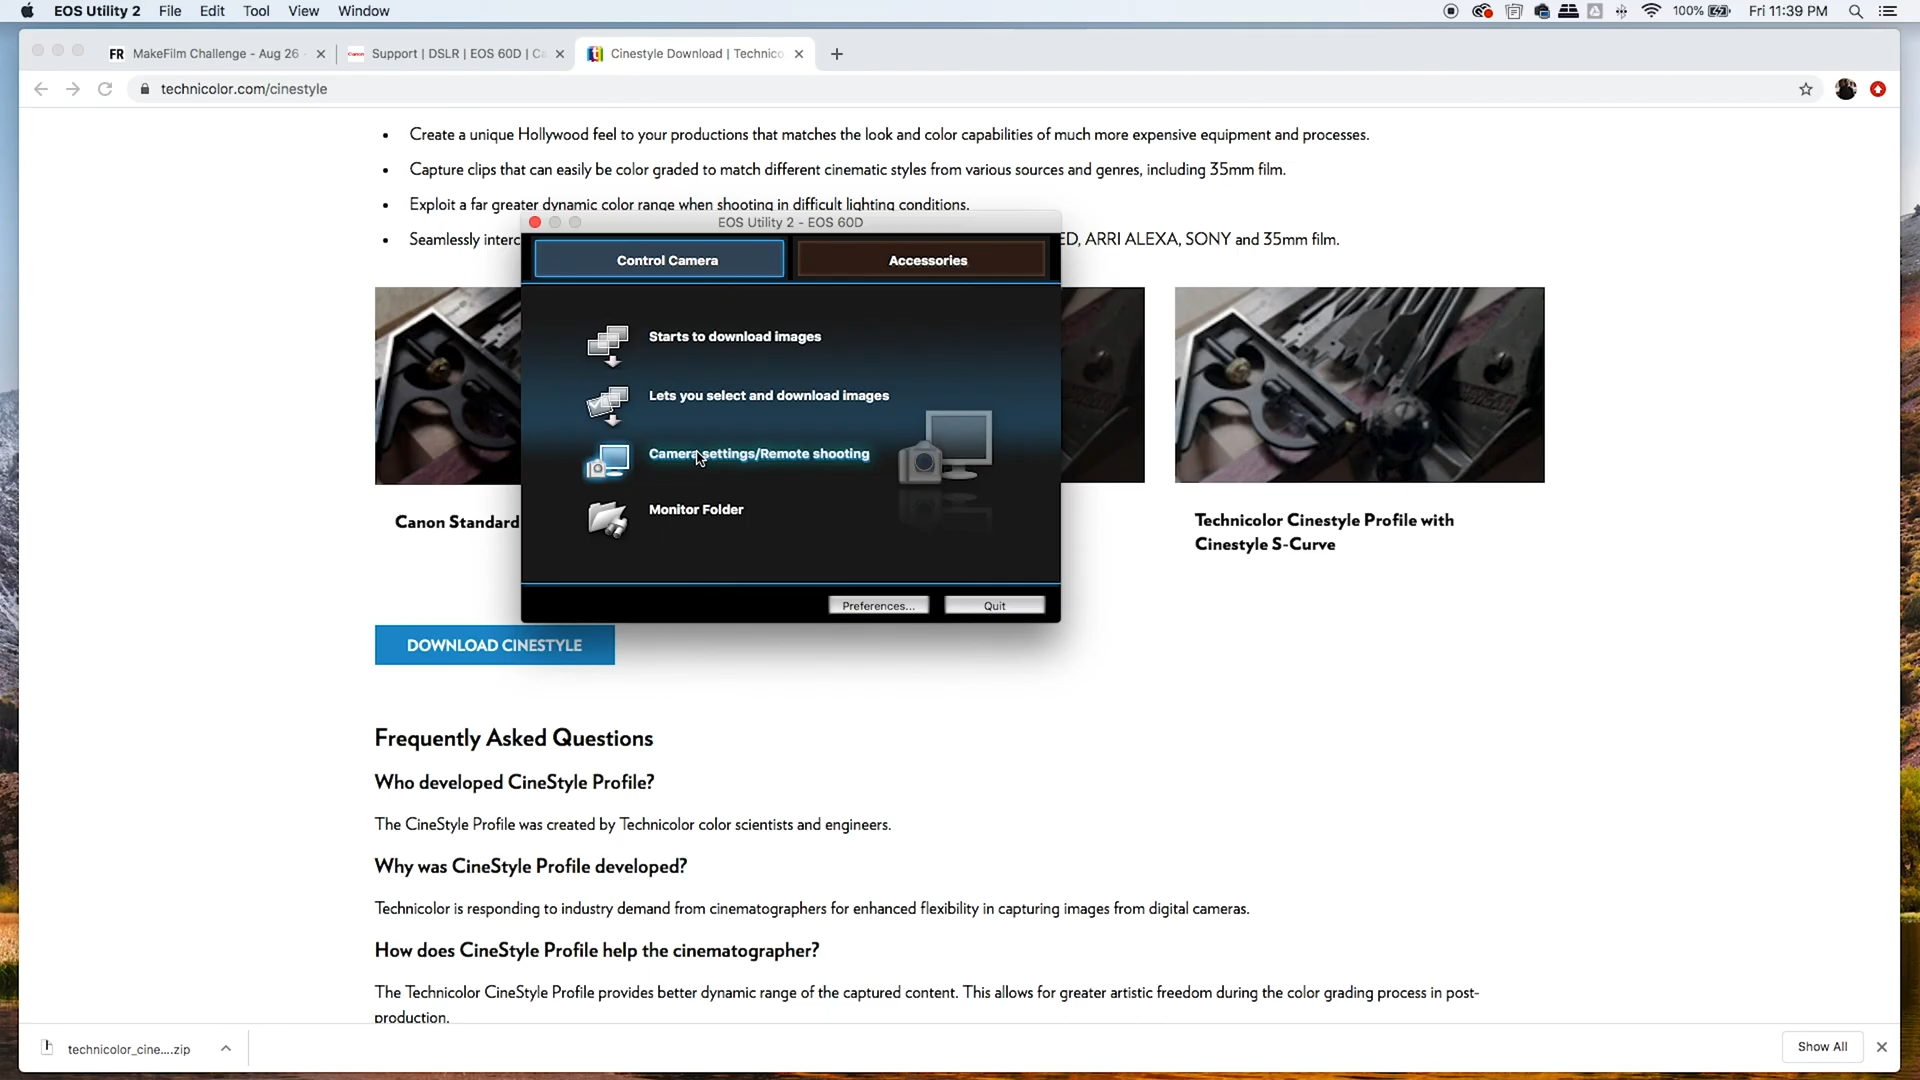 EOS Utility 2 File Edit Tool View Window
100% Fri 11:39 PM
FR MakeFilm Challenge - Aug 26 Canon Support | DSLR | EOS 60D | Ca Cinestyle Download | Technico
technicolor.com/cinestyle
• Create a unique Hollywood feel to your productions that matches the look and color capabilities of much more expensive equipment and processes.
• Capture clips that can easily be color graded to match different cinematic styles from various sources and genres, including 35mm film.
• Exploit a far greater dynamic color range when shooting in difficult lighting conditions.
• Seamlessly interc
ED, ARRI ALEXA, SONY and 35mm film.
EOS Utility 2 - EOS 60D
Control Camera Accessories
Starts to download images
Lets you select and download images
Camera settings/Remote shooting
Monitor Folder
Preferences... Quit
Canon Standard
Technicolor Cinestyle Profile with
Cinestyle S-Curve
DOWNLOAD CINESTYLE
Frequently Asked Questions
Who developed CineStyle Profile?
The CineStyle Profile was created by Technicolor color scientists and engineers.
Why was CineStyle Profile developed?
Technicolor is responding to industry demand from cinematographers for enhanced flexibility in capturing images from digital cameras.
How does CineStyle Profile help the cinematographer?
The Technicolor CineStyle Profile provides better dynamic range of the captured content. This allows for greater artistic freedom during the color grading process in post-
production.
technicolor_cine....zip
Show All